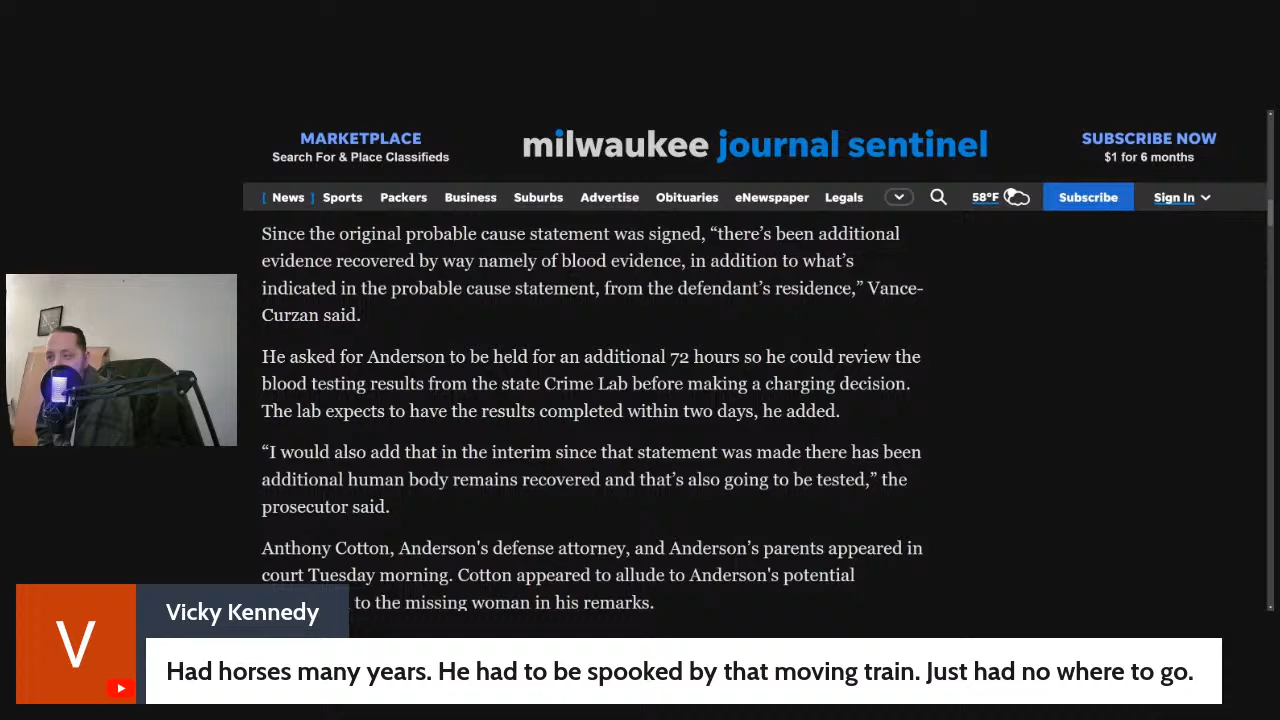 MARKETPLACE
Search For & Place Classifieds
milwaukee journal sentinel
SUBSCRIBE NOW
$1 for 6 months
[ News ] Sports Packers Business Suburbs Advertise Obituaries eNewspaper Legals 58°F Subscribe Sign In
Since the original probable cause statement was signed, “there’s been additional
evidence recovered by way namely of blood evidence, in addition to what’s
indicated in the probable cause statement, from the defendant’s residence,” Vance-
Curzan said.
He asked for Anderson to be held for an additional 72 hours so he could review the
blood testing results from the state Crime Lab before making a charging decision.
The lab expects to have the results completed within two days, he added.
“I would also add that in the interim since that statement was made there has been
additional human body remains recovered and that’s also going to be tested,” the
prosecutor said.
Anthony Cotton, Anderson's defense attorney, and Anderson’s parents appeared in
court Tuesday morning. Cotton appeared to allude to Anderson's potential
to the missing woman in his remarks.
V
Vicky Kennedy
Had horses many years. He had to be spooked by that moving train. Just had no where to go.